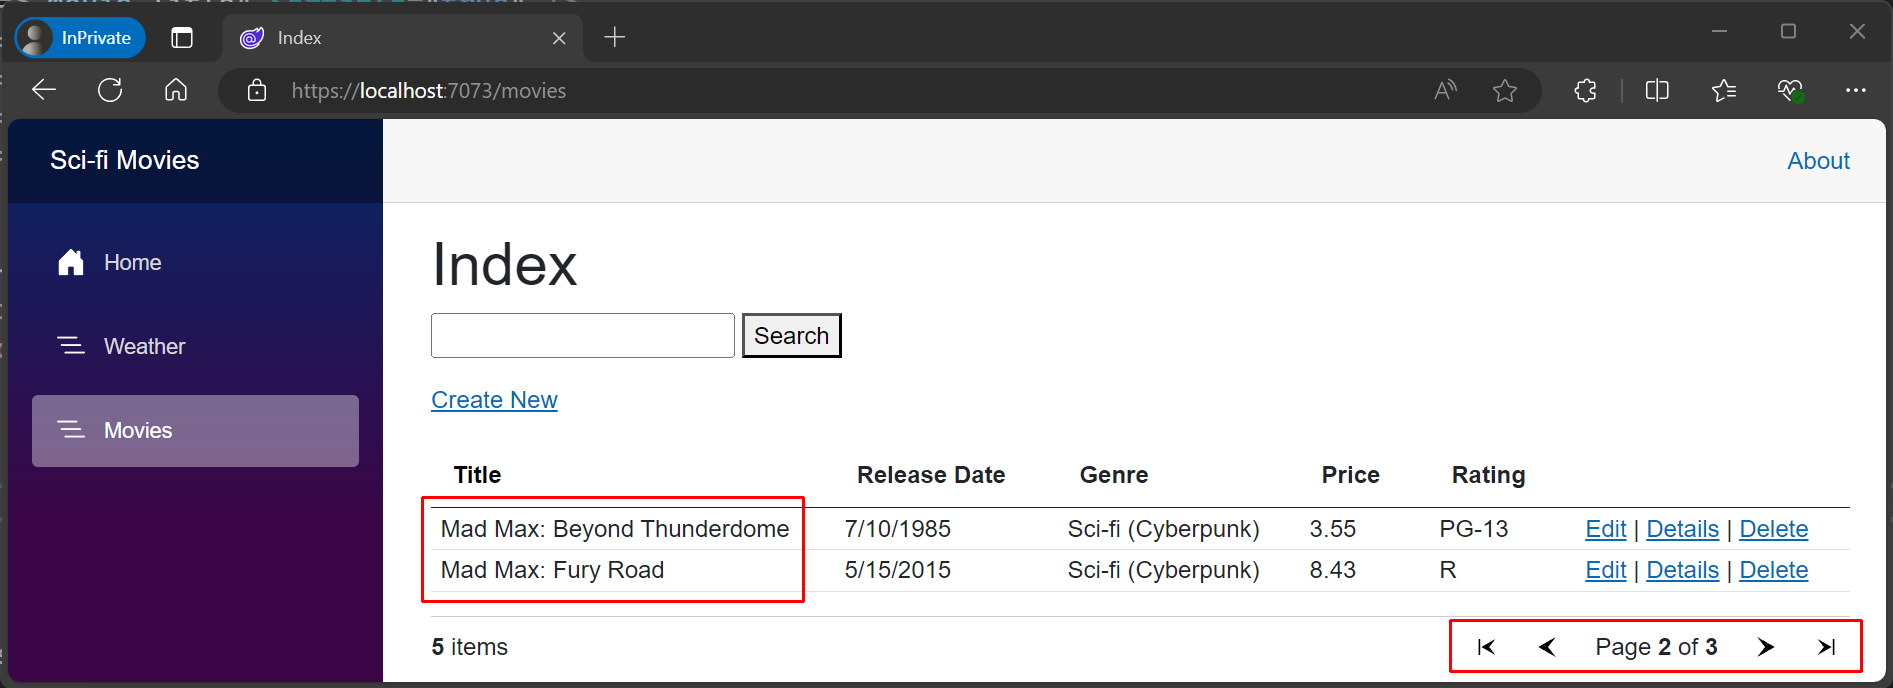 InPrivate
Index
https://localhost:7073/movies
Sci-fi Movies
About
Home
Weather
Movies
Index
Search
Create New
Title Release Date Genre Price Rating
Mad Max: Beyond Thunderdome 7/10/1985 Sci-fi (Cyberpunk) 3.55 PG-13 Edit | Details | Delete
Mad Max: Fury Road 5/15/2015 Sci-fi (Cyberpunk) 8.43 R Edit | Details | Delete
5 items
Page 2 of 3